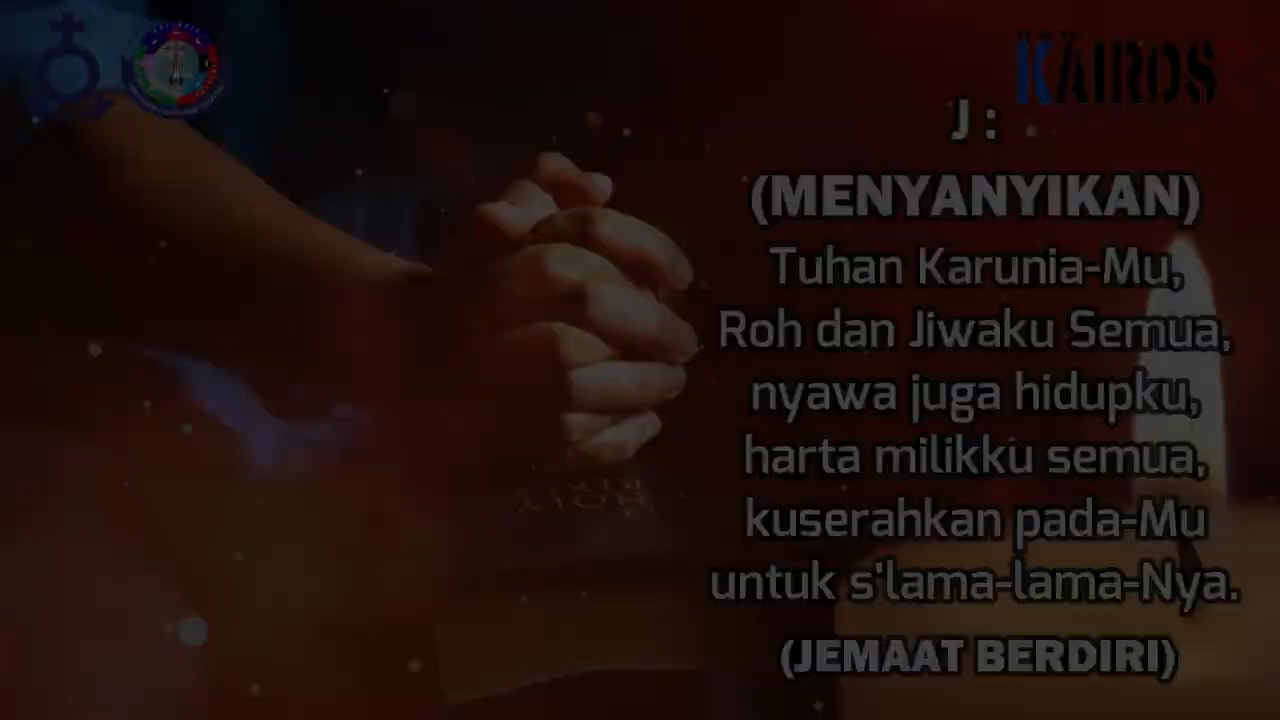 KAIROS
J :
(MENYANYIKAN)
Tuhan Karunia-Mu,
Roh dan Jiwaku Semua,
nyawa juga hidupku,
harta milikku semua,
kuserahkan pada-Mu
untuk s'lama-lama-Nya.
(JEMAAT BERDIRI)